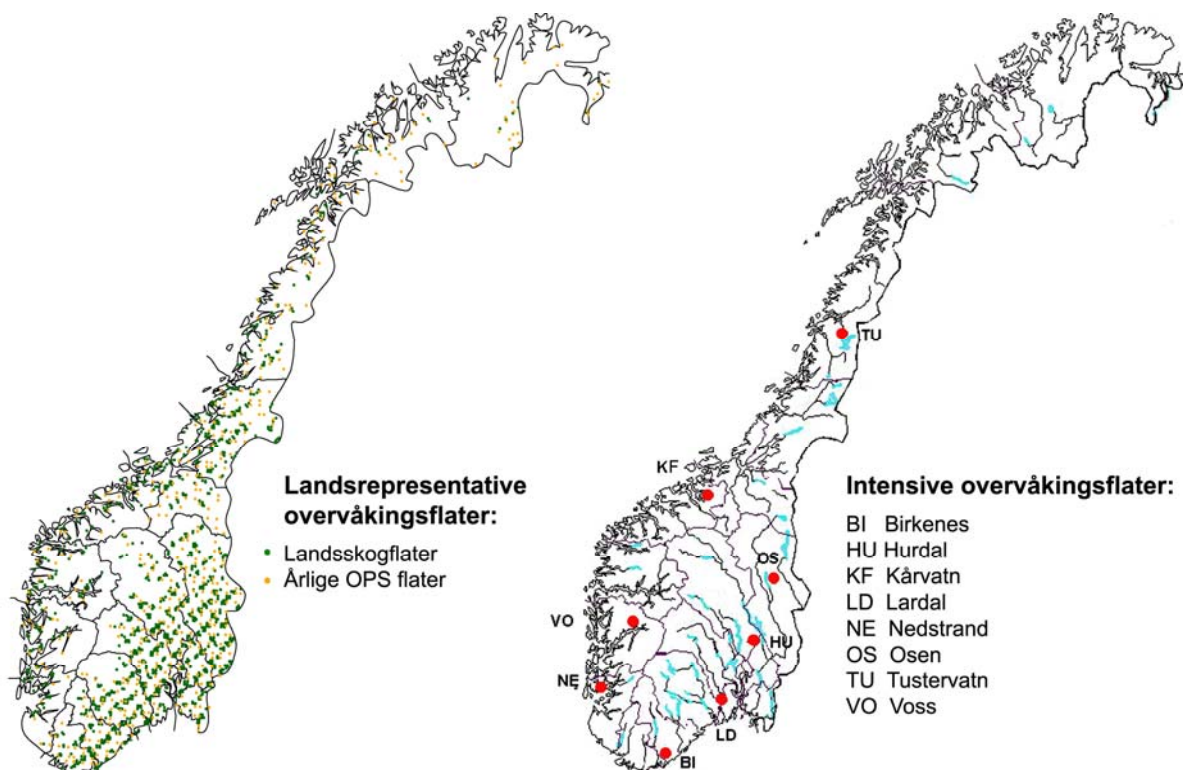 Landsrepresentative
overvåkingsflater:
Landsskogflater
Årlige OPS flater
TU
KF
OS
VO
HU
NE
LD
BI
Intensive overvåkingsflater:
BI Birkenes
HU Hurdal
KF Kårvatn
LD Lardal
NE Nedstrand
OS Osen
TU Tustervatn
VO Voss